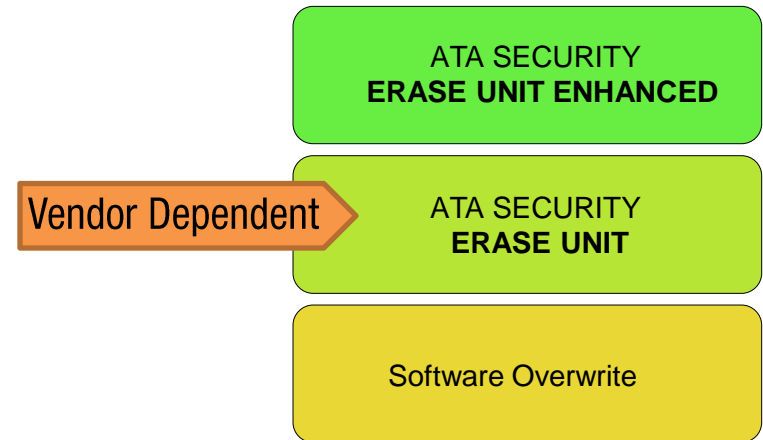 ATA SECURITY
ERASE UNIT ENHANCED
Vendor Dependent
ATA SECURITY
ERASE UNIT
Software Overwrite